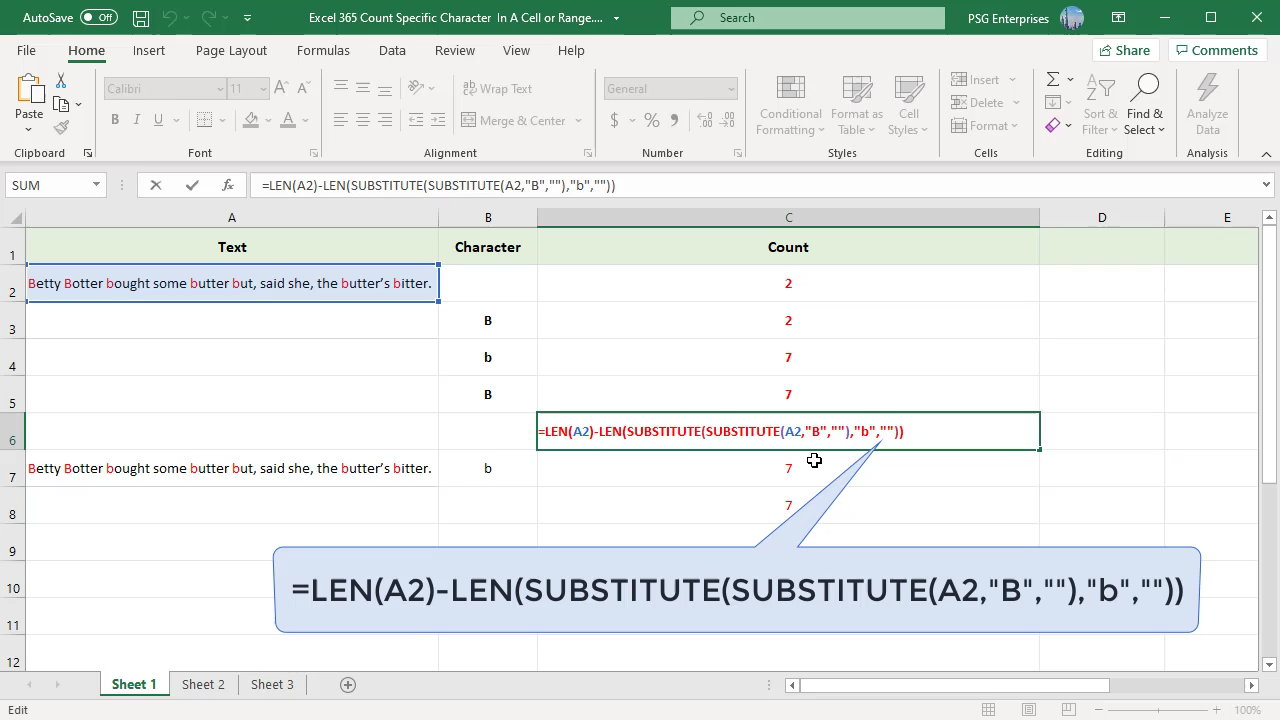 AutoSave Off Excel 365 Count Specific Character In A Cell or Range.... Search PSG Enterprises
File Home Insert Page Layout Formulas Data Review View Help Share Comments
Paste
Calibri 11 A A
B I U A
Wrap Text
Merge & Center
General
$ % ,
Conditional Formatting
Format as Table
Cell Styles
Insert
Delete
Format
Sort & Filter
Find & Select
Analyze Data
Clipboard Font Alignment Number Styles Cells Editing Analysis
SUM fx =LEN(A2)-LEN(SUBSTITUTE(SUBSTITUTE(A2,"B",""),"b",""))
A B C D E
1 Text Character Count
2 Betty Botter bought some butter but, said she, the butter’s bitter. 2
3 B 2
4 b 7
5 B 7
6 =LEN(A2)-LEN(SUBSTITUTE(SUBSTITUTE(A2,"B",""),"b",""))
7 Betty Botter bought some butter but, said she, the butter’s bitter. b 7
8 7
9
=LEN(A2)-LEN(SUBSTITUTE(SUBSTITUTE(A2,"B",""),"b",""))
10
11
12
Sheet 1 Sheet 2 Sheet 3
Edit 100%